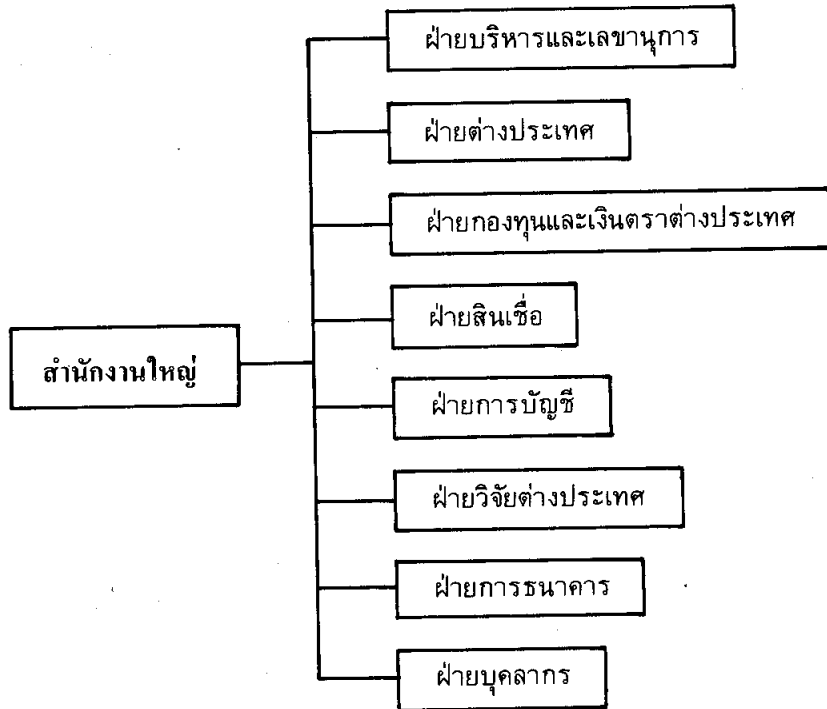 ฝ่ายบริหารและเลขานุการ
ฝ่ายต่างประเทศ
ฝ่ายกองทุนและเงินตราต่างประเทศ
ฝ่ายสินเชื่อ
สำนักงานใหญ่
ฝ่ายการบัญชี
ฝ่ายวิจัยต่างประเทศ
ฝ่ายการธนาคาร
ฝ่ายบุคลากร